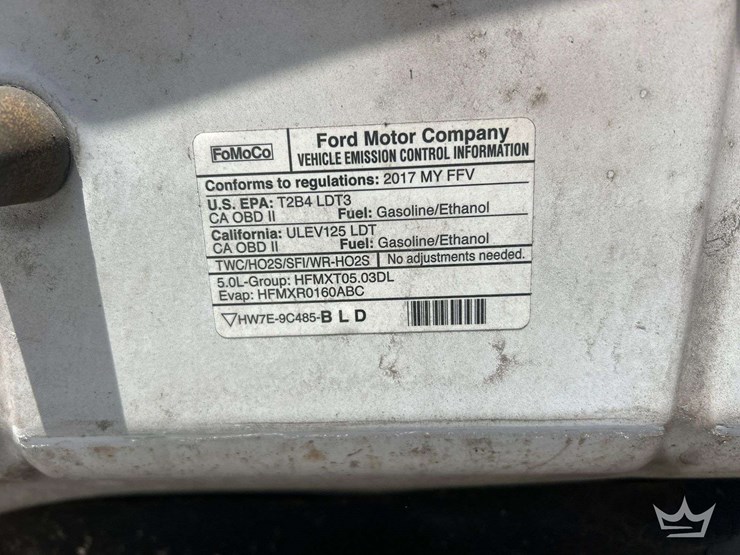 FoMoCo
Ford Motor Company
VEHICLE EMISSION CONTROL INFORMATION
Conforms to regulations: 2017 MY FFV
U.S. EPA: T2B4 LDT3
CA OBD II Fuel: Gasoline/Ethanol
California: ULEV125 LDT
CA OBD II Fuel: Gasoline/Ethanol
TWC/HO2S/SFI/WR-HO2S No adjustments needed.
5.0L-Group: HFMXT05.03DL
Evap: HFMXR0160ABC
HW7E-9C485-B L D